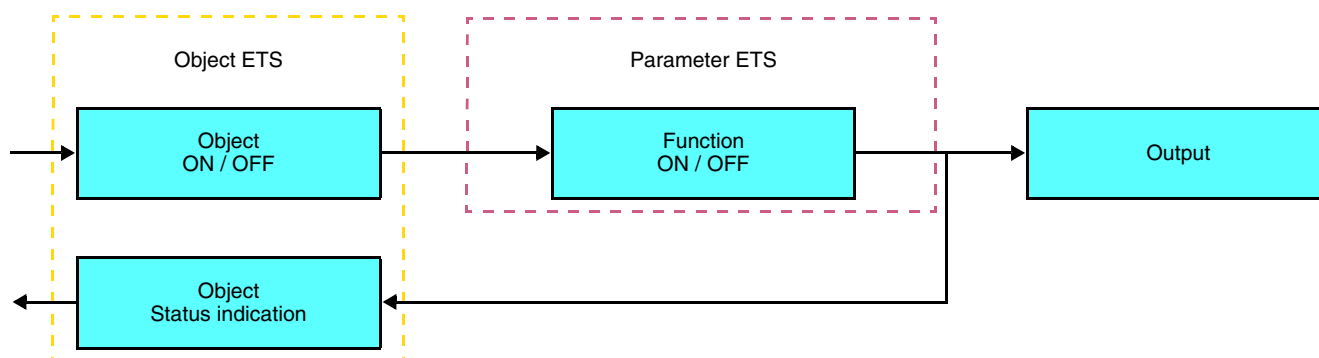 Object ETS
Parameter ETS
Object
ON / OFF
Function
ON / OFF
Output
Object
Status indication